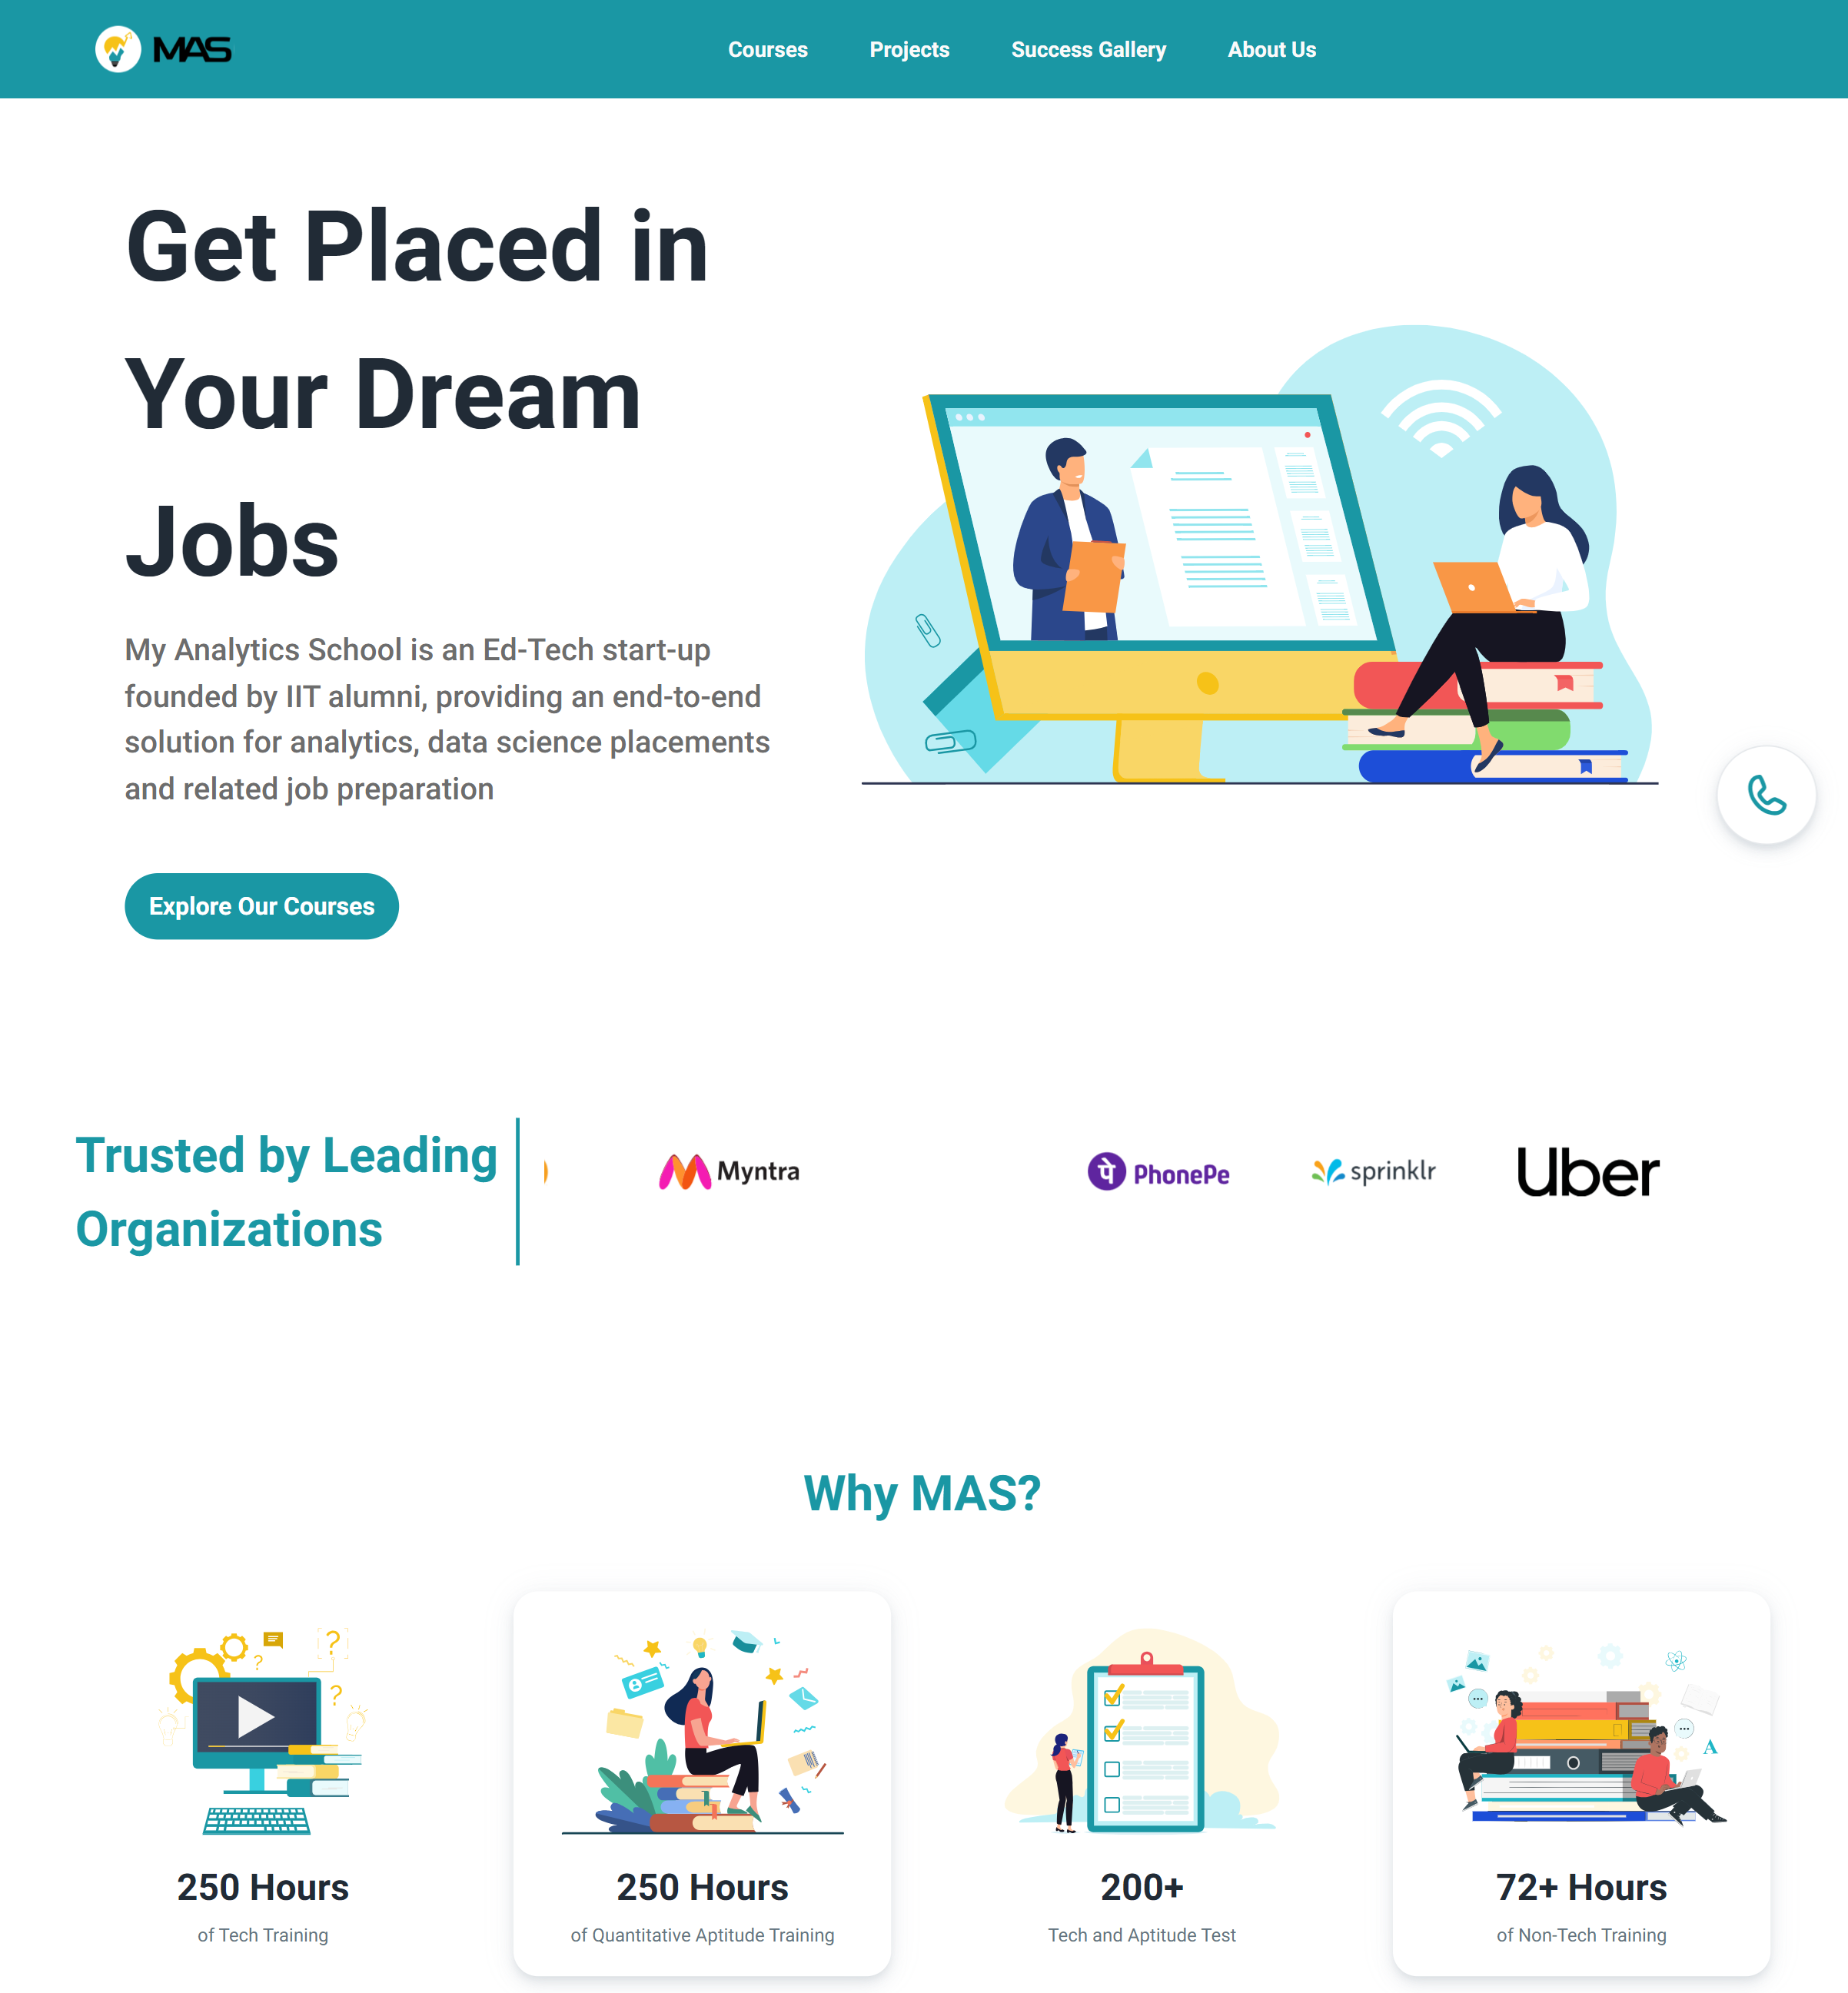 MAS
Courses
Projects
Success Gallery
About Us
Get Placed in
Your Dream
Jobs
My Analytics School is an Ed-Tech start-up
founded by IIT alumni, providing an end-to-end
solution for analytics, data science placements
and related job preparation
Explore Our Courses
Trusted by Leading
Organizations
Myntra
पे PhonePe
sprinklr
Uber
Why MAS?
250 Hours
of Tech Training
250 Hours
of Quantitative Aptitude Training
200+
Tech and Aptitude Test
72+ Hours
of Non-Tech Training